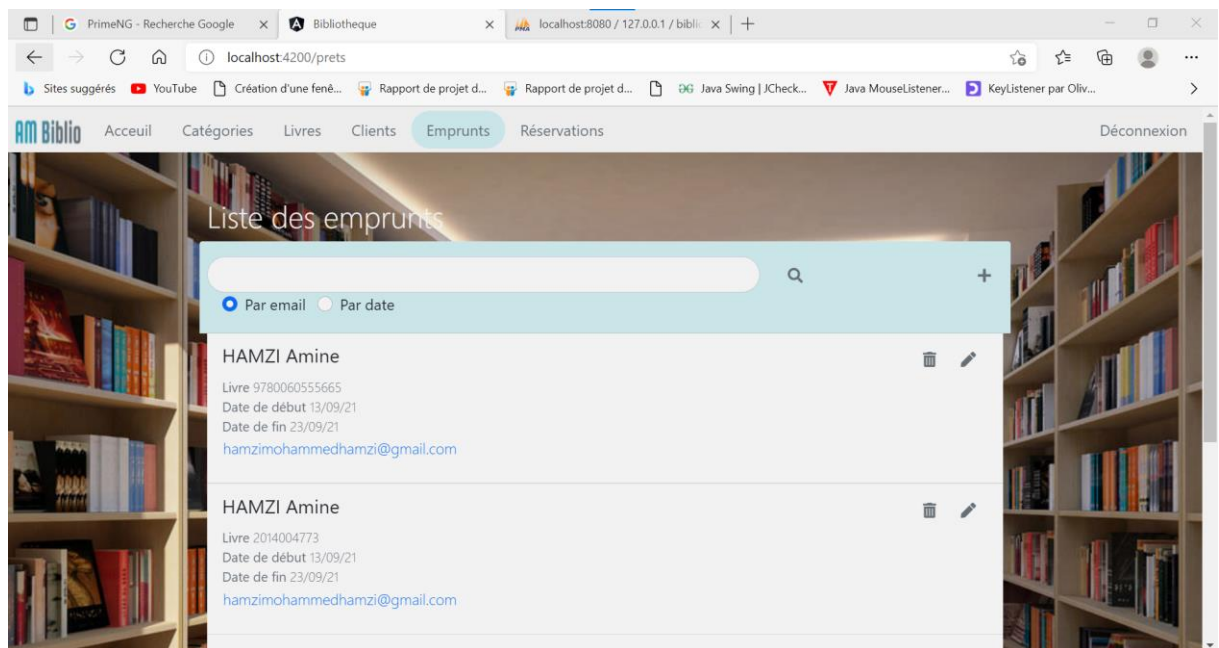 PrimeNG - Recherche Google
Bibliotheque
localhost:8080 / 127.0.0.1 / biblic
localhost:4200/prets
Sites suggérés
YouTube
Création d'une fenê...
Rapport de projet d...
Rapport de projet d...
Java Swing | JCheck...
Java MouseListener...
KeyListener par Oliv...
AM Biblio
Acceuil
Catégories
Livres
Clients
Emprunts
Réservations
Déconnexion
Liste des emprunts
Par email
Par date
HAMZI Amine
Livre 9780060555665
Date de début 13/09/21
Date de fin 23/09/21
hamzimohammedhamzi@gmail.com
HAMZI Amine
Livre 2014004773
Date de début 13/09/21
Date de fin 23/09/21
hamzimohammedhamzi@gmail.com